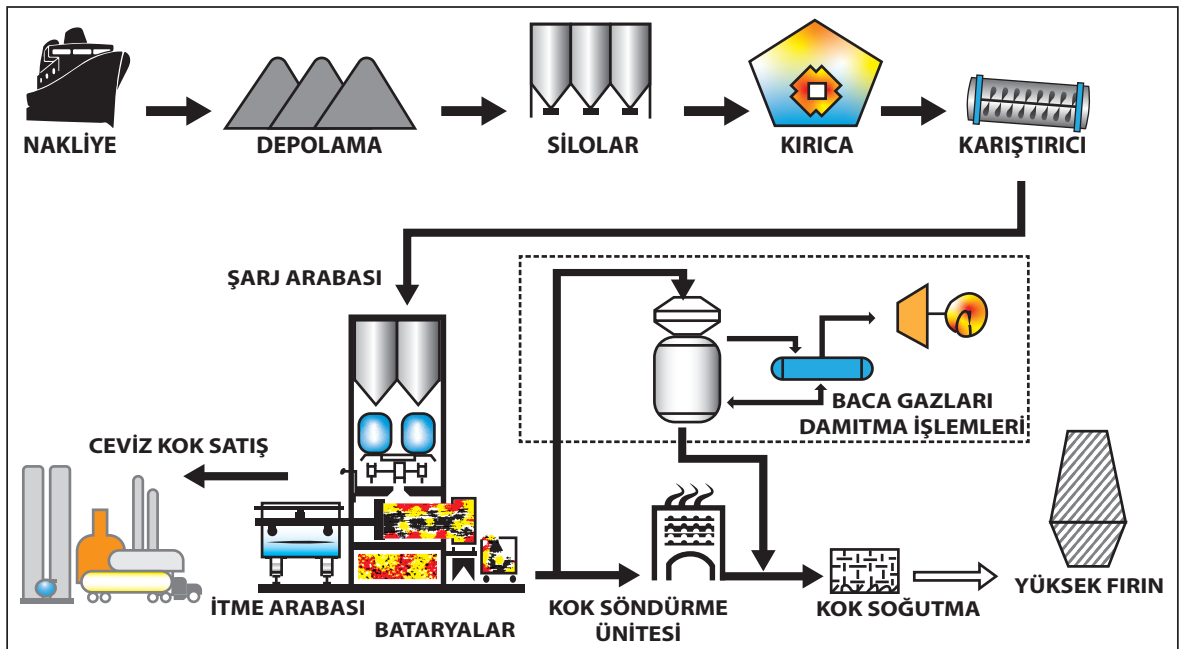 NAKLİYE
DEPOLAMA
SİLOLAR
KIRICA
KARIŞTIRICI
ŞARJ ARABASI
BACA GAZLARI
DAMITMA İŞLEMLERİ
CEVİZ KOK SATIŞ
İTME ARABASI
BATARYALAR
KOK SÖNDÜRME
ÜNİTESİ
KOK SOĞUTMA
YÜKSEK FIRIN